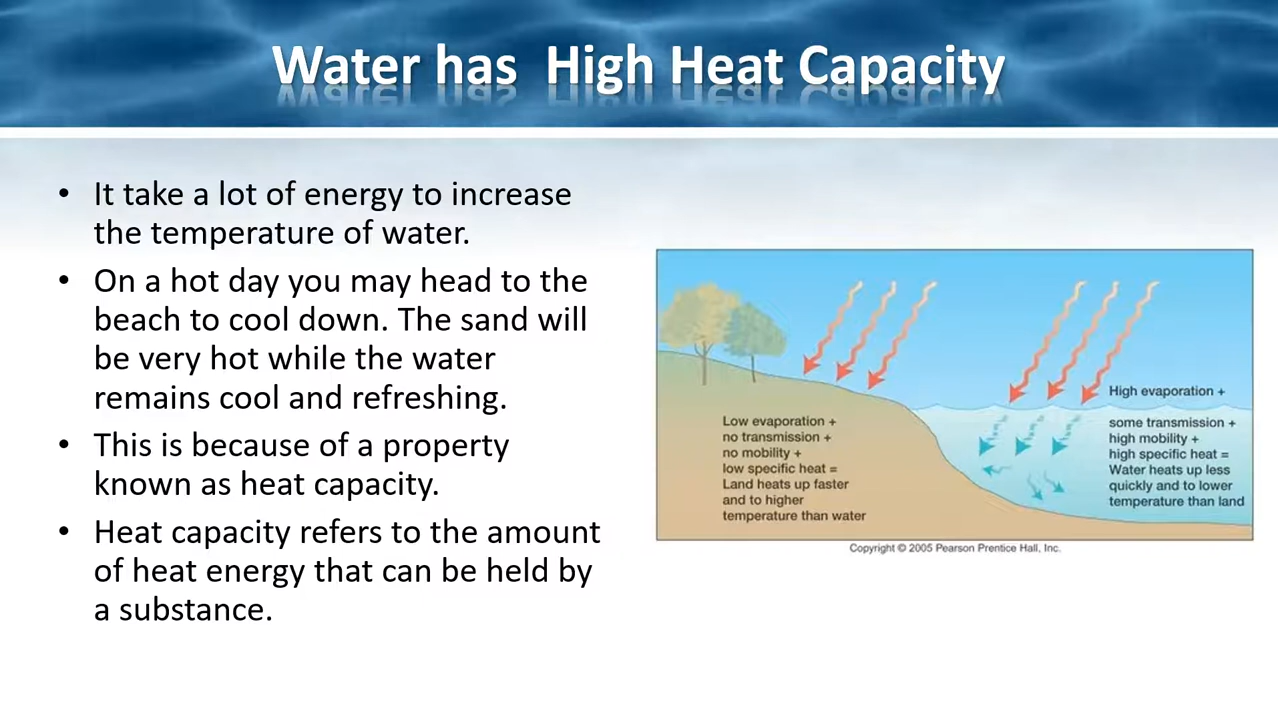 Water has High Heat Capacity
• It take a lot of energy to increase
the temperature of water.
• On a hot day you may head to the
beach to cool down. The sand will
be very hot while the water
remains cool and refreshing.
• This is because of a property
known as heat capacity.
• Heat capacity refers to the amount
of heat energy that can be held by
a substance.
Low evaporation +
no transmission +
no mobility +
low specific heat =
Land heats up faster
and to higher
temperature than water
High evaporation +
some transmission +
high mobility +
high specific heat =
Water heats up less
quickly and to lower
temperature than land
Copyright © 2005 Pearson Prentice Hall, Inc.